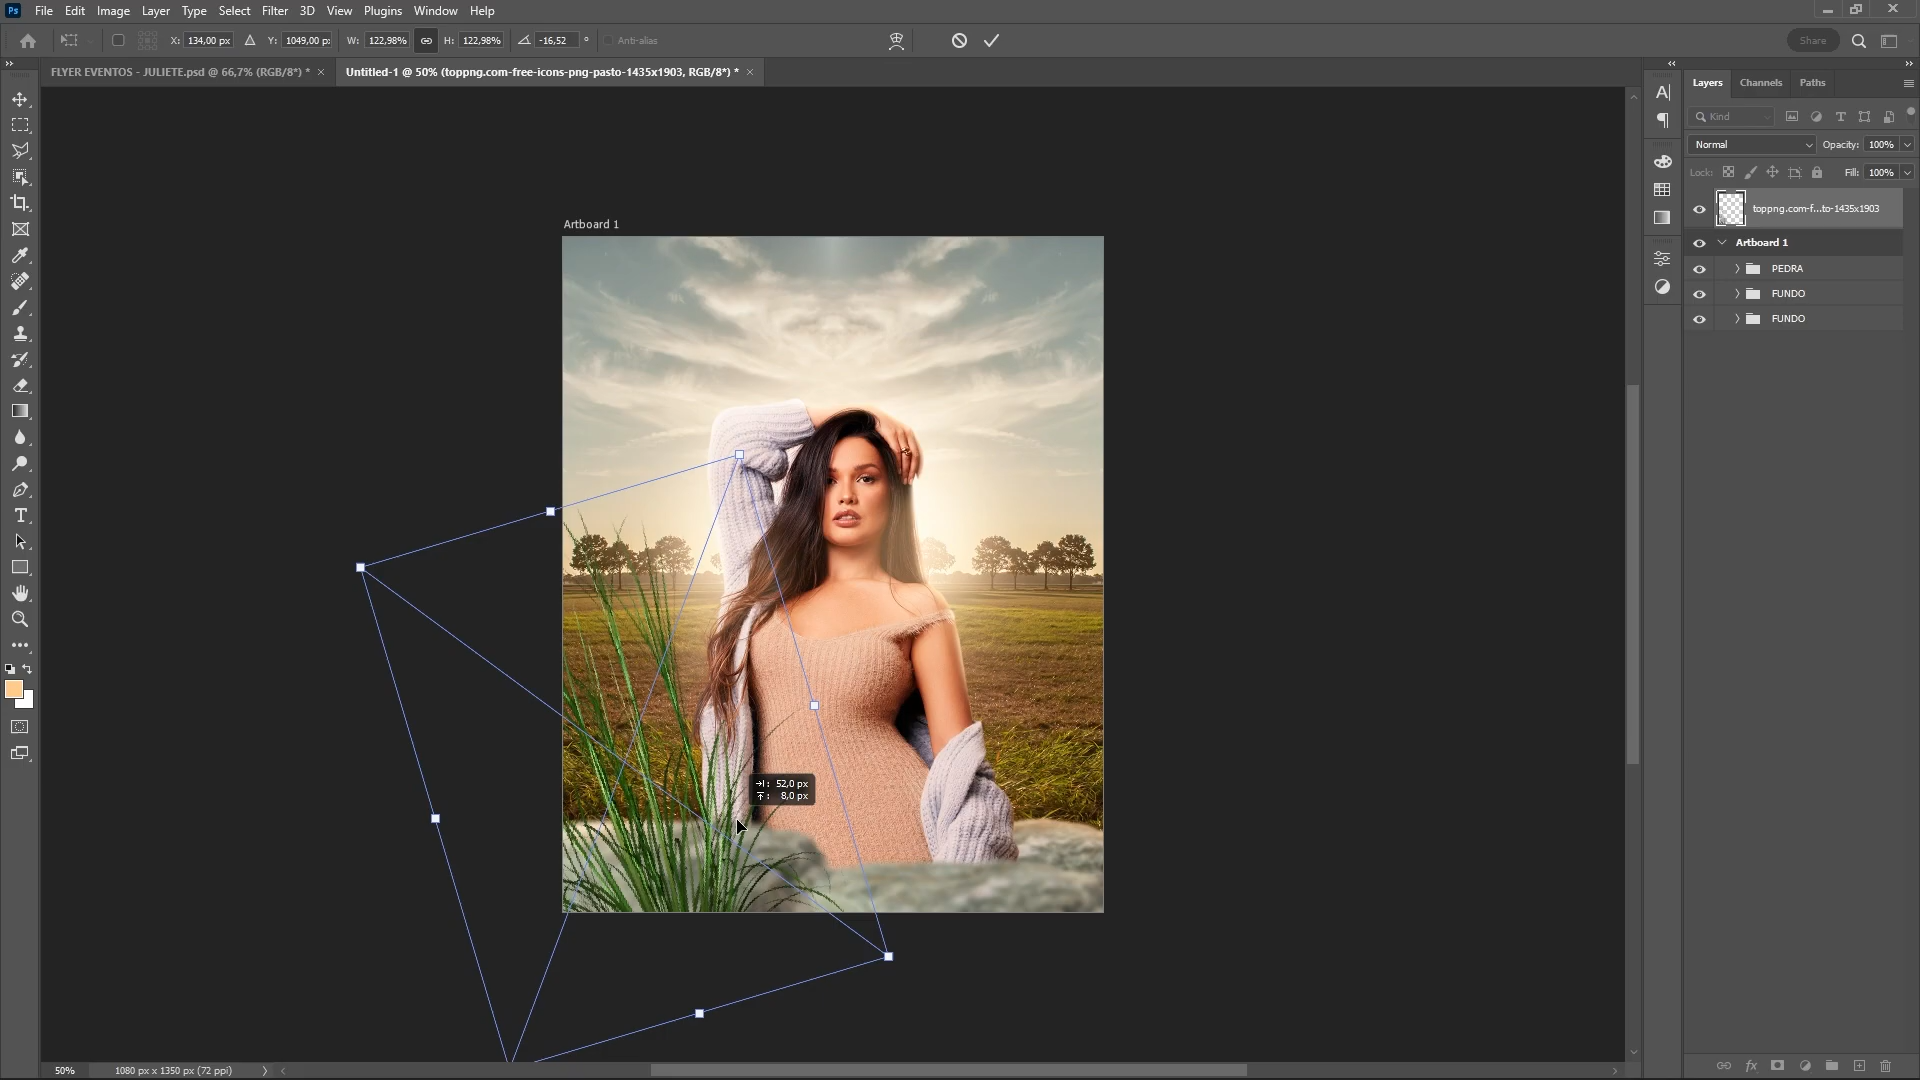 Ps File Edit Image Layer Type Select Filter 3D View Plugins Window Help
X: 134,00 px Y: 1049,00 p: W: 122,98% H: 122,98% -16,52 ° Anti-alias Share
FLYER EVENTOS - JULIETE.psd @ 66,7% (RGB/8*) * × Untitled-1 @ 50% (toppng.com-free-icons-png-pasto-1435x1903, RGB/8*) * ×
Layers Channels Paths
Kind
Normal Opacity: 100%
Lock: Fill: 100%
toppng.com-f...to-1435x1903
Artboard 1
PEDRA
FUNDO
FUNDO
Artboard 1
52,0 px
8,0 px
50% 1080 px x 1350 px (72 ppi)